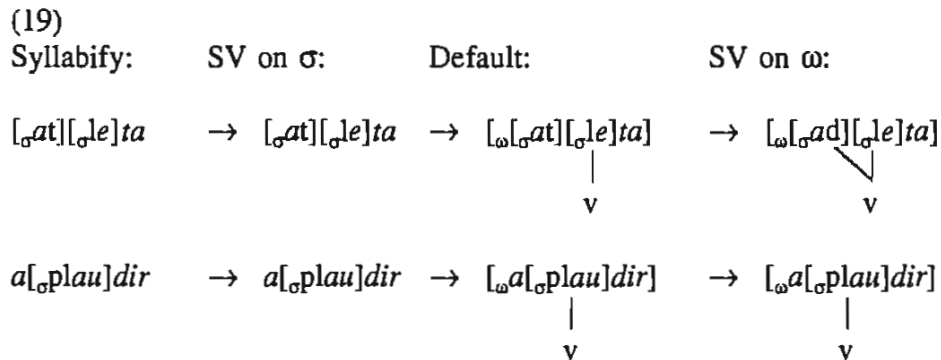 (19)
Syllabify: SV on σ: Default: SV on ω:
[σat][σle]ta → [σat][σle]ta → [ω[σat][σle]ta] → [ω[σad][σle]ta]
v v
a[σplau]dir → a[σplau]dir → [ωa[σplau]dir] → [ωa[σplau]dir]
v v